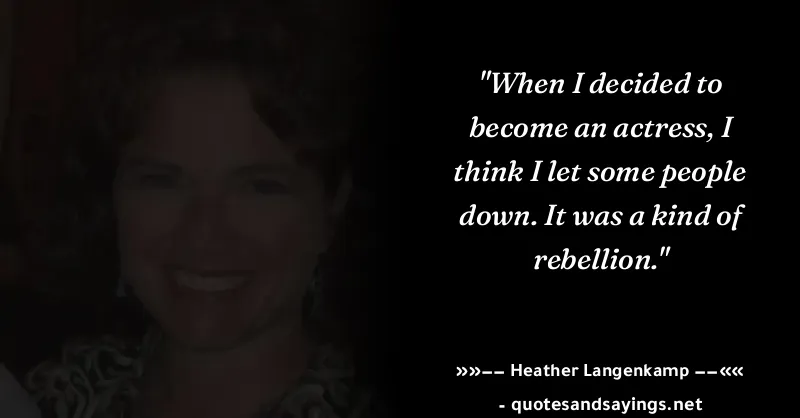 "When I decided to
become an actress, I
think I let some people
down. It was a kind of
rebellion."
»»−− Heather Langenkamp −−««
- quotesandsayings.net